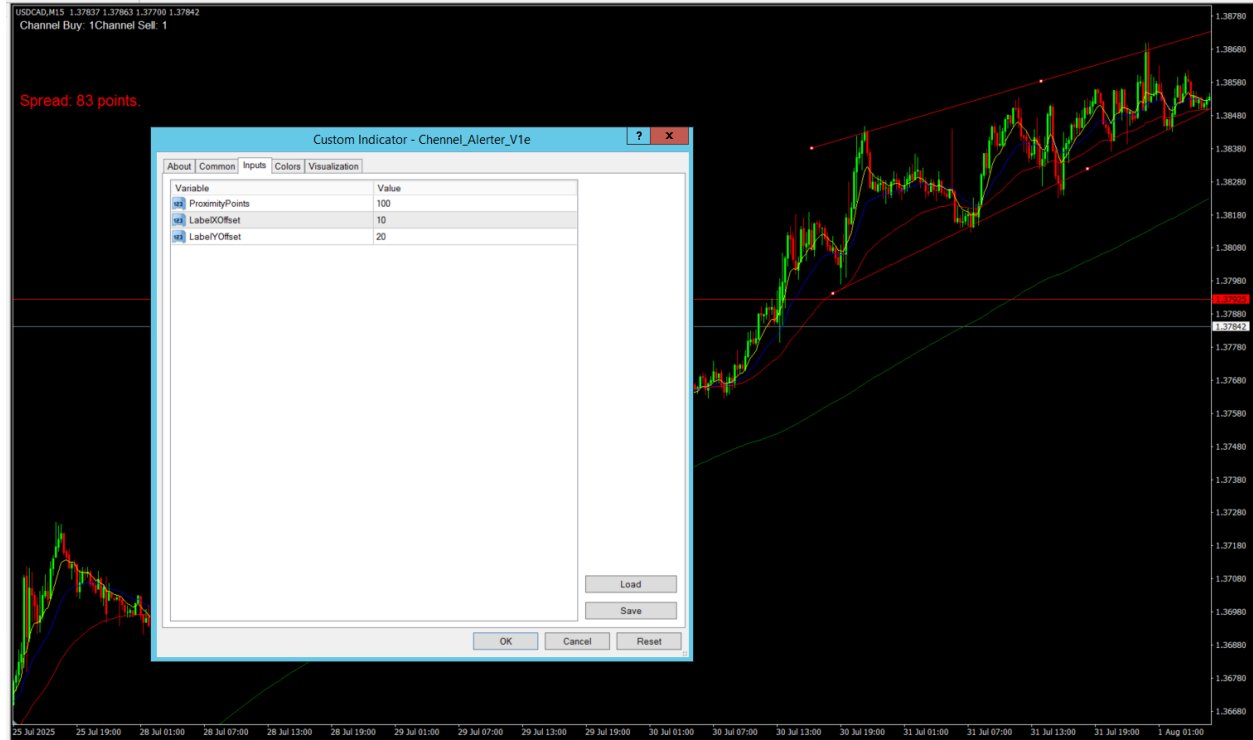 USDCAD,M15 1.37837 1.37863 1.37700 1.37842
Channel Buy: 1Channel Sell: 1
Spread: 83 points.
Custom Indicator - Chennel_Alerter_V1e
? x
About Common Inputs Colors Visualization
Variable Value
123 ProximityPoints 100
123 LabelXOffset 10
123 LabelYOffset 20
Load
Save
OK Cancel Reset
1.38780
1.38680
1.38580
1.38480
1.38380
1.38280
1.38180
1.38080
1.37980
1.37925
1.37880
1.37842
1.37780
1.37680
1.37580
1.37480
1.37380
1.37280
1.37180
1.37080
1.36980
1.36880
1.36780
1.36680
25 Jul 2025 25 Jul 19:00 28 Jul 01:00 28 Jul 07:00 28 Jul 13:00 28 Jul 19:00 29 Jul 01:00 29 Jul 07:00 29 Jul 13:00 29 Jul 19:00 30 Jul 01:00 30 Jul 07:00 30 Jul 13:00 30 Jul 19:00 31 Jul 01:00 31 Jul 07:00 31 Jul 13:00 31 Jul 19:00 1 Aug 01:00